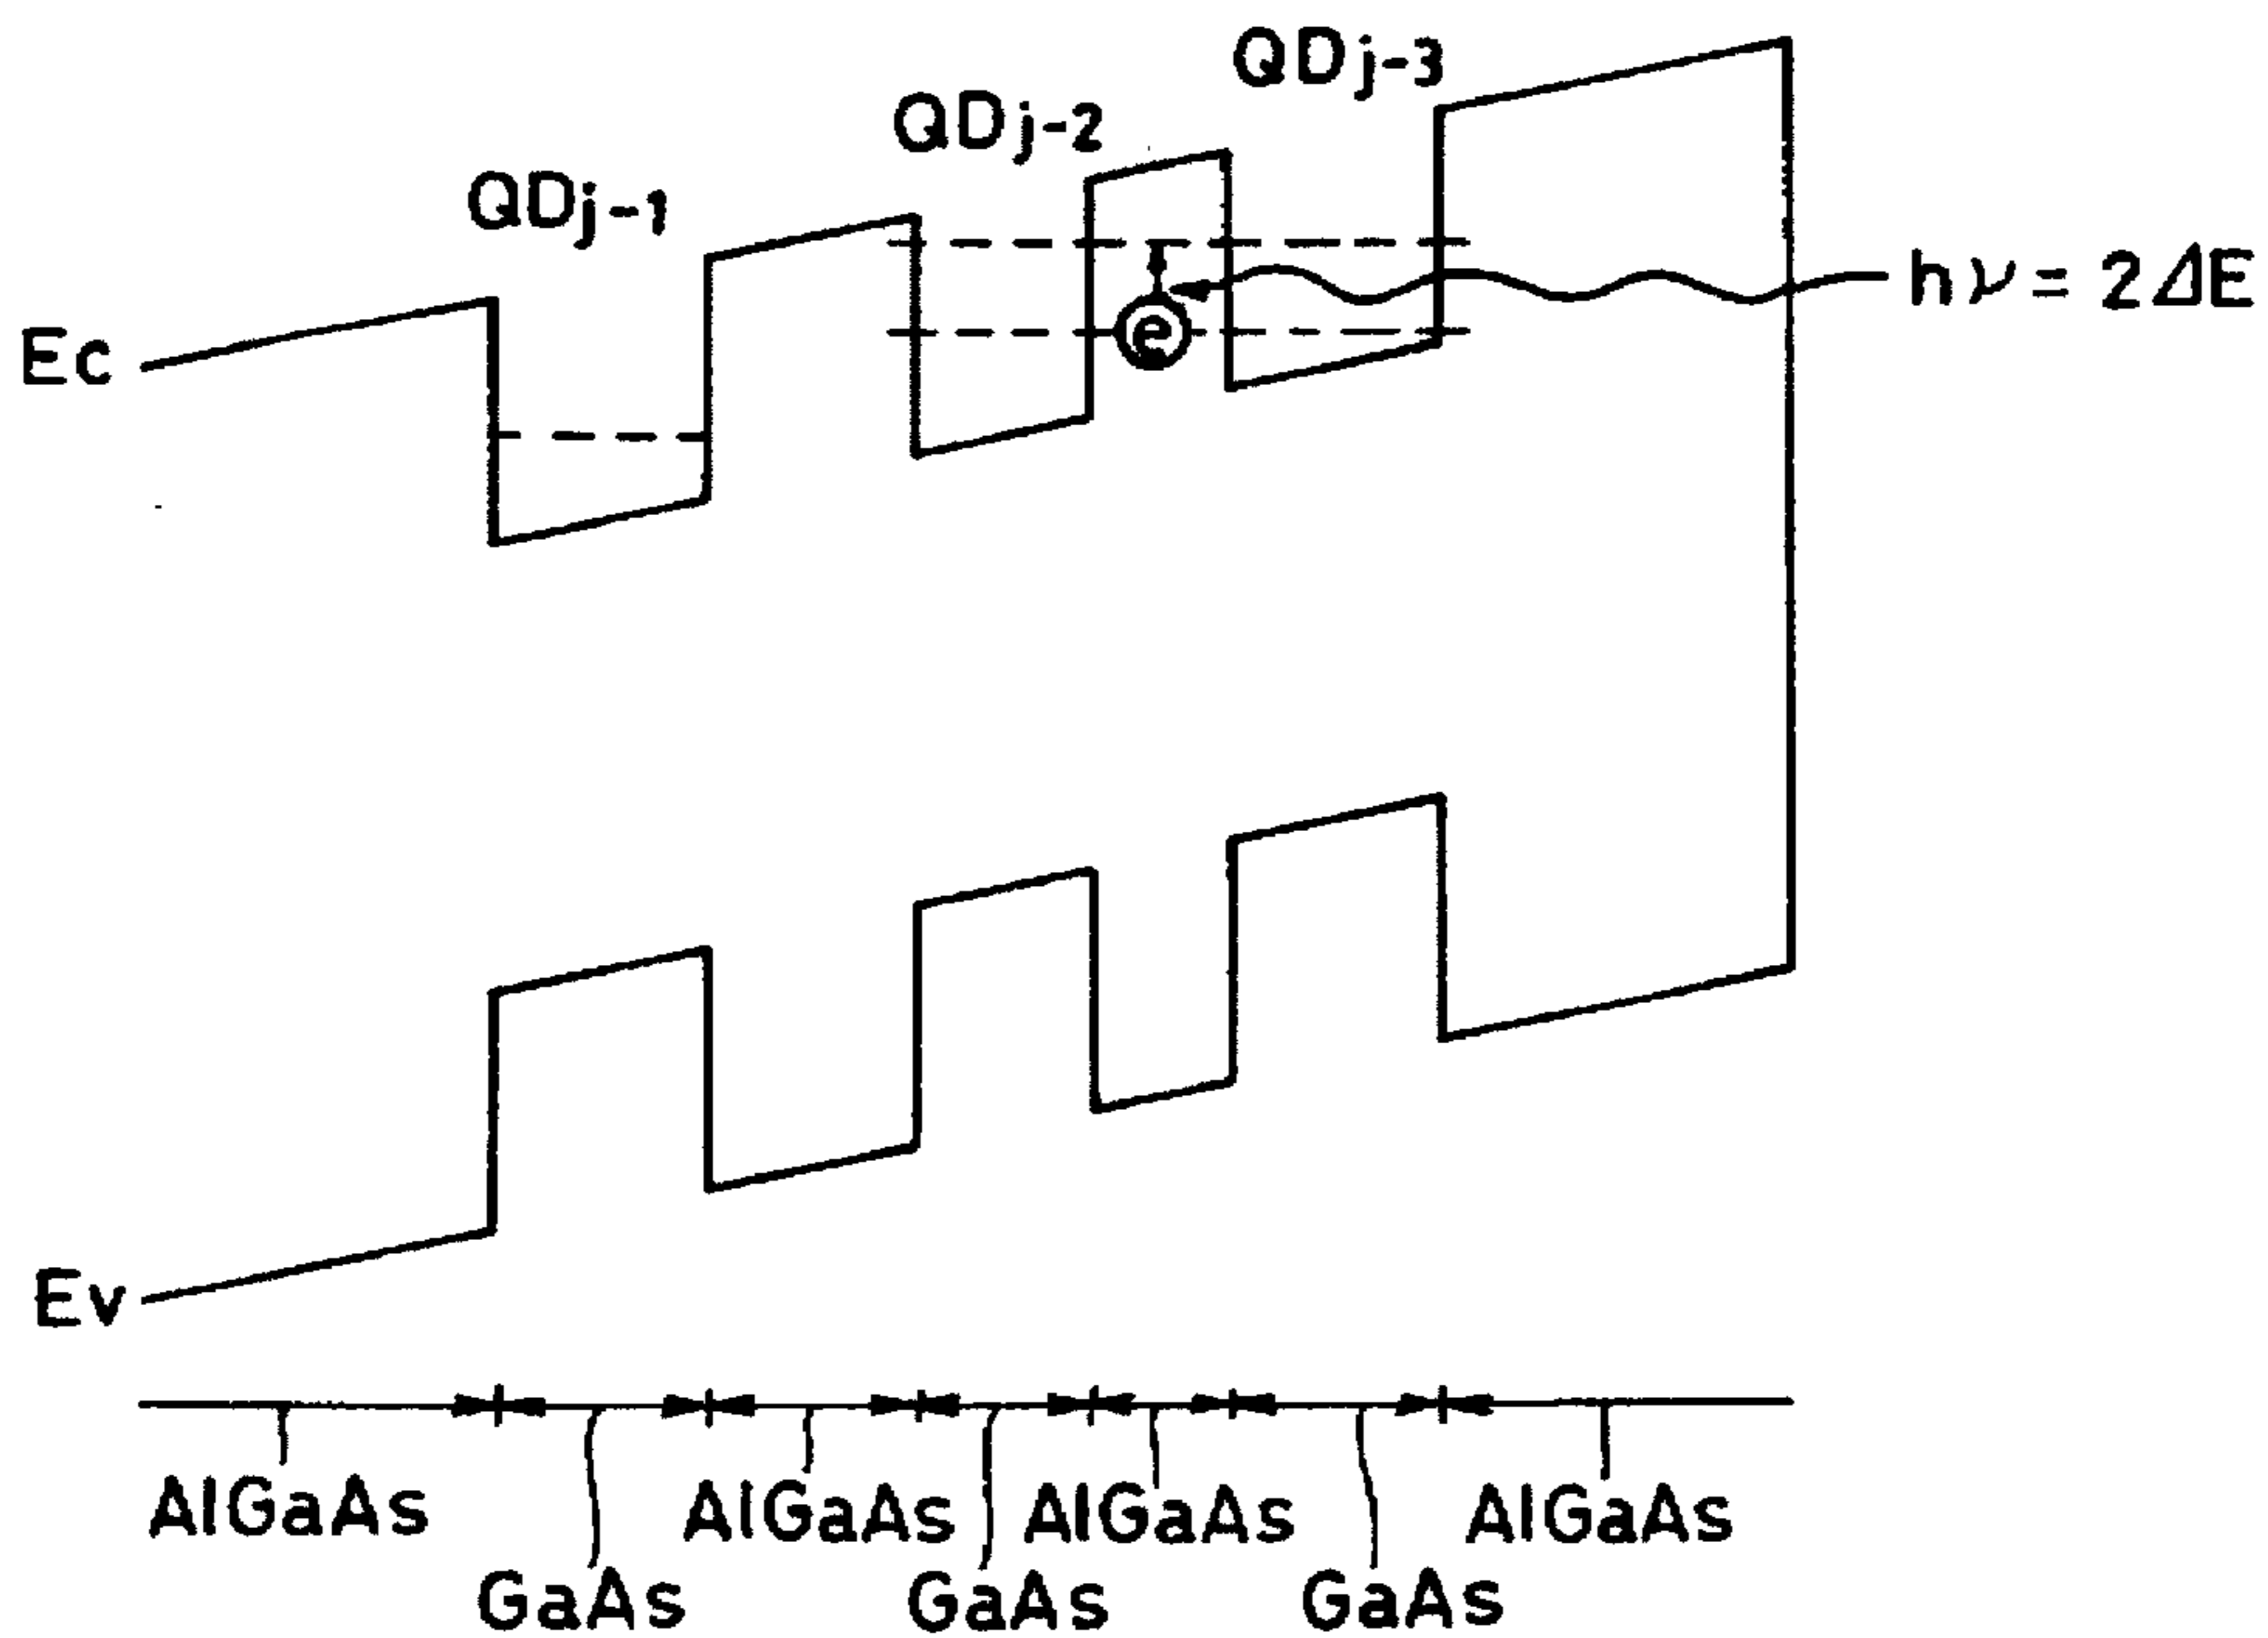 QDj-3
QDj-2
QDj-1
hν = 2ΔE
Ec
e
Ev
AlGaAs AlGaAs AlGaAs AlGaAs
GaAs GaAs GaAs